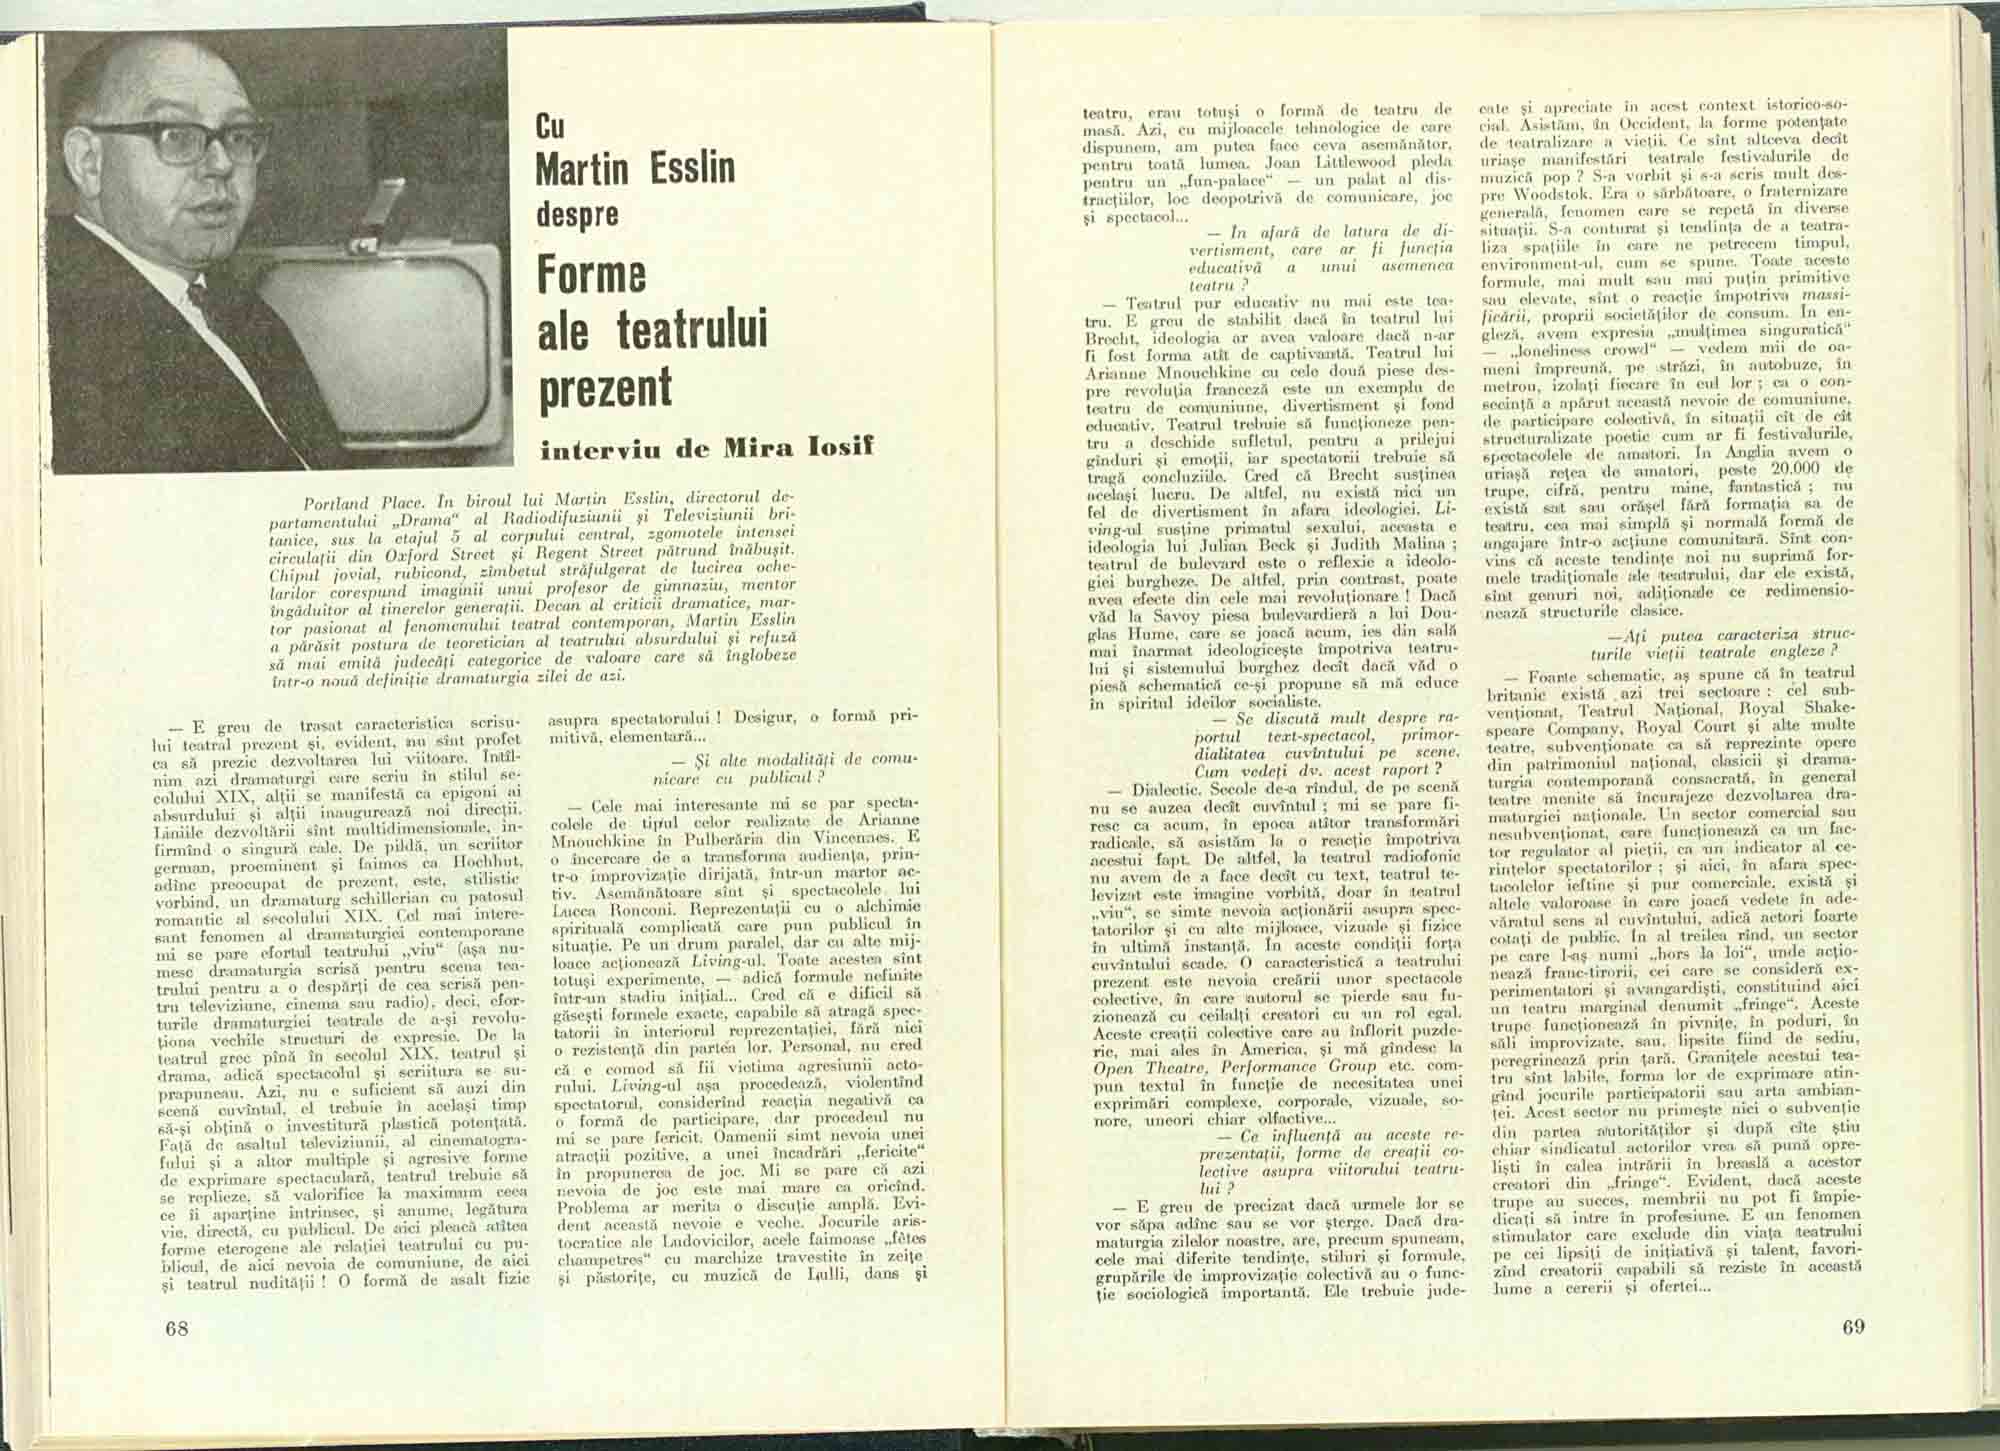 Cu
Martin Esslin
despre
Forme
ale teatrului
prezent
interviu de Mira Iosif
Portland Place. In biroul lui Martin Esslin, directorul de-
partamentului „Drama“ al Radiodifuziunii și Televiziunii bri-
tanice, sus la etajul 5 al corpului central, zgomotele intensei
circulații din Oxford Street și Regent Street pătrund înăbușit.
Chipul jovial, rubicond, zîmbetul străfulgerat de lucirea oche-
larilor corespund imaginii unui profesor de gimnaziu, mentor
îngăduitor al tinerelor generații. Decan al criticii dramatice, mar-
tor pasionat al fenomenului teatral contemporan, Martin Esslin
a părăsit postura de teoretician al teatrului absurdului și refuză
să mai emită judecăți categorice de valoare care să înglobeze
într-o nouă definiție dramaturgia zilei de azi.
— E greu de trasat caracteristica scrisu-
lui teatral prezent și, evident, nu sînt profet
ca să prezic dezvoltarea lui viitoare. Întîl-
nim azi dramaturgi care scriu în stilul se-
colului XIX, alții se manifestă ca epigoni ai
absurdului și alții inaugurează noi direcții.
Liniile dezvoltării sînt multidimensionale, in-
firmînd o singură cale. De pildă, un scriitor
german, proeminent și faimos ca Hochhut,
adînc preocupat de prezent, este, stilistic
vorbind, un dramaturg schillerian cu patosul
romantic al secolului XIX. Cel mai intere-
sant fenomen al dramaturgiei contemporane
mi se pare efortul teatrului „viu“ (așa nu-
mesc dramaturgia scrisă pentru scena tea-
trului pentru a o despărți de cea scrisă pen-
tru televiziune, cinema sau radio), deci, efor-
turile dramaturgiei teatrale de a-și revolu-
ționa vechile structuri de expresie. De la
teatrul grec pînă în secolul XIX, teatrul și
drama, adică spectacolul și scriitura se su-
prapuneau. Azi, nu e suficient să auzi din
scenă cuvîntul, el trebuie în același timp
să-și obțină o investitură plastică potențată.
Față de asaltul televiziunii, al cinematogra-
fului și a altor multiple și agresive forme
de exprimare spectaculară, teatrul trebuie să
se replieze, să valorifice la maximum ceea
ce îi aparține intrinsec, și anume, legătura
vie, directă, cu publicul. De aici pleacă atîtea
forme eterogene ale relației teatrului cu pu-
blicul, de aici nevoia de comuniune, de aici
și teatrul nudității ! O formă de asalt fizic
asupra spectatorului ! Desigur, o formă pri-
mitivă, elementară...
— Și alte modalități de comu-
nicare cu publicul ?
— Cele mai interesante mi se par specta-
colele de tipul celor realizate de Arianne
Mnouchkine în Pulberăria din Vincennes. E
o încercare de a transforma audiența, prin-
tr-o improvizație dirijată, într-un martor ac-
tiv. Asemănătoare sînt și spectacolele lui
Lucca Ronconi. Reprezentații cu o alchimie
spirituală complicată care pun publicul în
situație. Pe un drum paralel, dar cu alte mij-
loace acționează Living-ul. Toate acestea sînt
totuși experimente, — adică formule nefinite
într-un stadiu inițial... Cred că e dificil să
găsești formele exacte, capabile să atragă spec-
tatorii în interiorul reprezentației, fără nici
o rezistență din partea lor. Personal, nu cred
că e comod să fii victima agresiunii acto-
rului. Living-ul așa procedează, violentînd
spectatorul, considerînd reacția negativă ca
o formă de participare, dar procedeul nu
mi se pare fericit. Oamenii simt nevoia unei
atracții pozitive, a unei încadrări „fericite“
în propunerea de joc. Mi se pare că azi
nevoia de joc este mai mare ca oricînd.
Problema ar merita o discuție amplă. Evi-
dent această nevoie e veche. Jocurile aris-
tocratice ale Ludovicilor, acele faimoase „fêtes
champetres“ cu marchize travestite în zeițe
și păstorițe, cu muzică de Lulli, dans și
68
teatru, erau totuși o formă de teatru de
masă. Azi, cu mijloacele tehnologice de care
dispunem, am putea face ceva asemănător,
pentru toată lumea. Joan Littlewood pleda
pentru un „fun-palace“ — un palat al dis-
tracțiilor, loc deopotrivă de comunicare, joc
și spectacol...
— In afară de latura de di-
vertisment, care ar fi funcția
educativă a unui asemenea
teatru ?
— Teatrul pur educativ nu mai este tea-
tru. E greu de stabilit dacă în teatrul lui
Brecht, ideologia ar avea valoare dacă n-ar
fi fost forma atît de captivantă. Teatrul lui
Arianne Mnouchkine cu cele două piese des-
pre revoluția franceză este un exemplu de
teatru de comuniune, divertisment și fond
educativ. Teatrul trebuie să funcționeze pen-
tru a deschide sufletul, pentru a prilejui
gînduri și emoții, iar spectatorii trebuie să
tragă concluziile. Cred că Brecht susținea
același lucru. De altfel, nu există nici un
fel de divertisment în afara ideologiei. Li-
ving-ul susține primatul sexului, aceasta e
ideologia lui Julian Beck și Judith Malina ;
teatrul de bulevard este o reflexie a ideolo-
giei burgheze. De altfel, prin contrast, poate
avea efecte din cele mai revoluționare ! Dacă
văd la Savoy piesa bulevardieră a lui Dou-
glas Hume, care se joacă acum, ies din sală
mai înarmat ideologicește împotriva teatru-
lui și sistemului burghez decît dacă văd o
piesă schematică ce-și propune să mă educe
în spiritul ideilor socialiste.
— Se discută mult despre ra-
portul text-spectacol, primor-
dialitatea cuvîntului pe scene.
Cum vedeți dv. acest raport ?
— Dialectic. Secole de-a rîndul, de pe scenă
nu se auzea decît cuvîntul ; mi se pare fi-
resc ca acum, în epoca atîtor transformări
radicale, să asistăm la o reacție împotriva
acestui fapt. De altfel, la teatrul radiofonic
nu avem de a face decît cu text, teatrul te-
levizat este imagine vorbită, doar în teatrul
„viu“, se simte nevoia acționării asupra spec-
tatorilor și cu alte mijloace, vizuale și fizice
în ultimă instanță. In aceste condiții forța
cuvîntului scade. O caracteristică a teatrului
prezent este nevoia creării unor spectacole
colective, în care autorul se pierde sau fu-
zionează cu ceilalți creatori cu un rol egal.
Aceste creații colective care au înflorit puzde-
rie, mai ales în America, și mă gîndesc la
Open Theatre, Performance Group etc. com-
pun textul în funcție de necesitatea unei
exprimări complexe, corporale, vizuale, so-
nore, uneori chiar olfactive...
— Ce influență au aceste re-
prezentații, forme de creații co-
lective asupra viitorului teatru-
lui ?
— E greu de precizat dacă urmele lor se
vor săpa adînc sau se vor șterge. Dacă dra-
maturgia zilelor noastre, are, precum spuneam,
cele mai diferite tendințe, stiluri și formule,
grupările de improvizație colectivă au o func-
ție sociologică importantă. Ele trebuie jude-
cate și apreciate în acest context istorico-so-
cial. Asistăm, în Occident, la forme potențate
de teatralizare a vieții. Ce sînt altceva decît
uriașe manifestări teatrale festivalurile de
muzică pop ? S-a vorbit și s-a scris mult des-
pre Woodstok. Era o sărbătoare, o fraternizare
generală, fenomen care se repetă în diverse
situații. S-a conturat și tendința de a teatra-
liza spațiile în care ne petrecem timpul,
environment-ul, cum se spune. Toate aceste
formule, mai mult sau mai puțin primitive
sau elevate, sînt o reacție împotriva massi-
ficării, proprii societăților de consum. In en-
gleză, avem expresia „mulțimea singuratică“
— „loneliness crowd“ — vedem mii de oa-
meni împreună, pe străzi, în autobuze, în
metrou, izolați fiecare în eul lor ; ca o con-
secință a apărut această nevoie de comuniune,
de participare colectivă, în situații cît de cît
structuralizate poetic cum ar fi festivalurile,
spectacolele de amatori. In Anglia avem o
uriașă rețea de amatori, peste 20.000 de
trupe, cifră, pentru mine, fantastică ; nu
există sat sau orășel fără formația sa de
teatru, cea mai simplă și normală formă de
angajare într-o acțiune comunitară. Sînt con-
vins că aceste tendințe noi nu suprimă for-
mele tradiționale ale teatrului, dar ele există,
sînt genuri noi, adiționale ce redimensio-
nează structurile clasice.
—Ați putea caracteriza struc-
turile vieții teatrale engleze ?
— Foarte schematic, aș spune că în teatrul
britanic există azi trei sectoare : cel sub-
venționat, Teatrul Național, Royal Shake-
speare Company, Royal Court și alte multe
teatre, subvenționate ca să reprezinte opere
din patrimoniul național, clasicii și drama-
turgia contemporană consacrată, în general
teatre menite să încurajeze dezvoltarea dra-
maturgiei naționale. Un sector comercial sau
nesubvenționat, care funcționează ca un fac-
tor regulator al pieții, ca un indicator al ce-
rințelor spectatorilor ; și aici, în afara spec-
tacolelor ieftine și pur comerciale, există și
altele valoroase în care joacă vedete în ade-
văratul sens al cuvîntului, adică actori foarte
cotați de public. In al treilea rînd, un sector
pe care l-aș numi „hors la loi“, unde acțio-
nează franc-tirorii, cei care se consideră ex-
perimentatori și avangardiști, constituind aici
un teatru marginal denumit „fringe“. Aceste
trupe funcționează în pivnițe, în poduri, în
săli improvizate, sau, lipsite fiind de sediu,
peregrinează prin țară. Granițele acestui tea-
tru sînt labile, forma lor de exprimare atin-
gînd jocurile participatorii sau arta ambian-
ței. Acest sector nu primește nici o subvenție
din partea autorităților și după cîte știu
chiar sindicatul actorilor vrea să pună opre-
liști în calea intrării în breaslă a acestor
creatori din „fringe“. Evident, dacă aceste
trupe au succes, membrii nu pot fi împie-
dicați să intre în profesiune. E un fenomen
stimulator care exclude din viața teatrului
pe cei lipsiți de inițiativă și talent, favori-
zînd creatorii capabili să reziste în această
lume a cererii și ofertei...
69